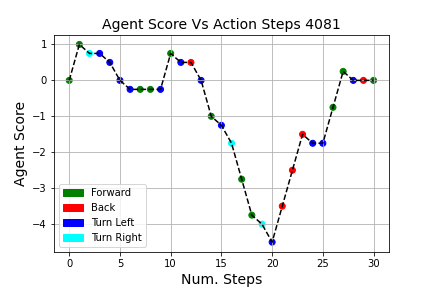 Agent Score Vs Action Steps 4081
Agent Score
1
0
−1
−2
−3
−4
Forward
Back
Turn Left
Turn Right
0 5 10 15 20 25 30
Num. Steps